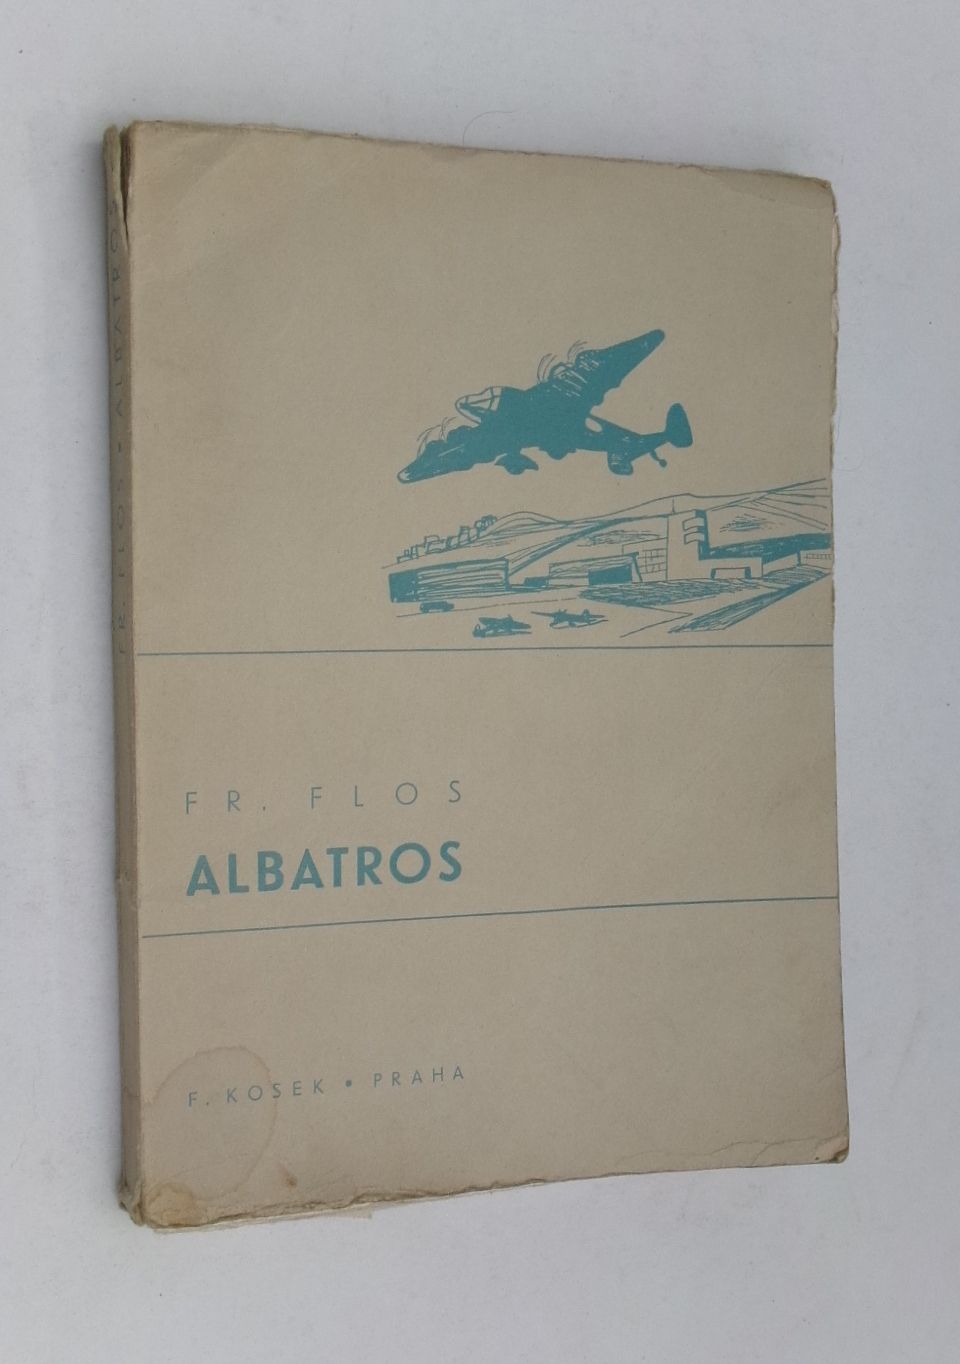 FR. FLOS • ALBATROS
FR. FLOS
ALBATROS
F. KOSEK • PRAHA